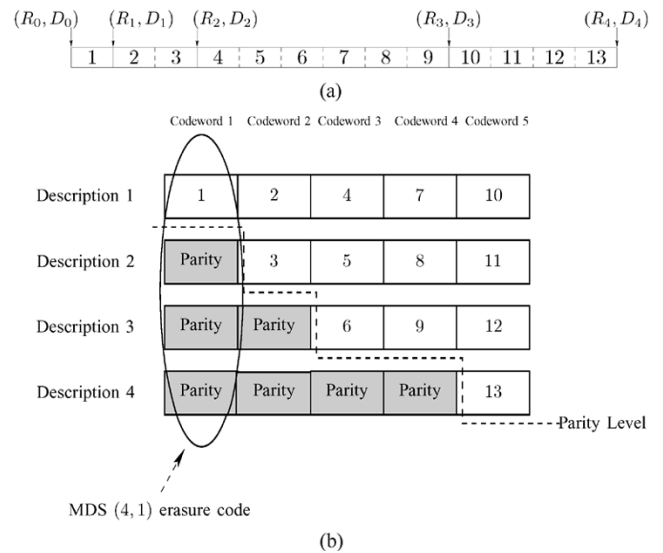 (R₀, D₀) (R₁, D₁) (R₂, D₂) (R₃, D₃) (R₄, D₄)
1 2 3 4 5 6 7 8 9 10 11 12 13
(a)
Codeword 1 Codeword 2 Codeword 3 Codeword 4 Codeword 5
Description 1 1 2 4 7 10
Description 2 Parity 3 5 8 11
Description 3 Parity Parity 6 9 12
Description 4 Parity Parity Parity Parity 13
Parity Level
MDS (4, 1) erasure code
(b)